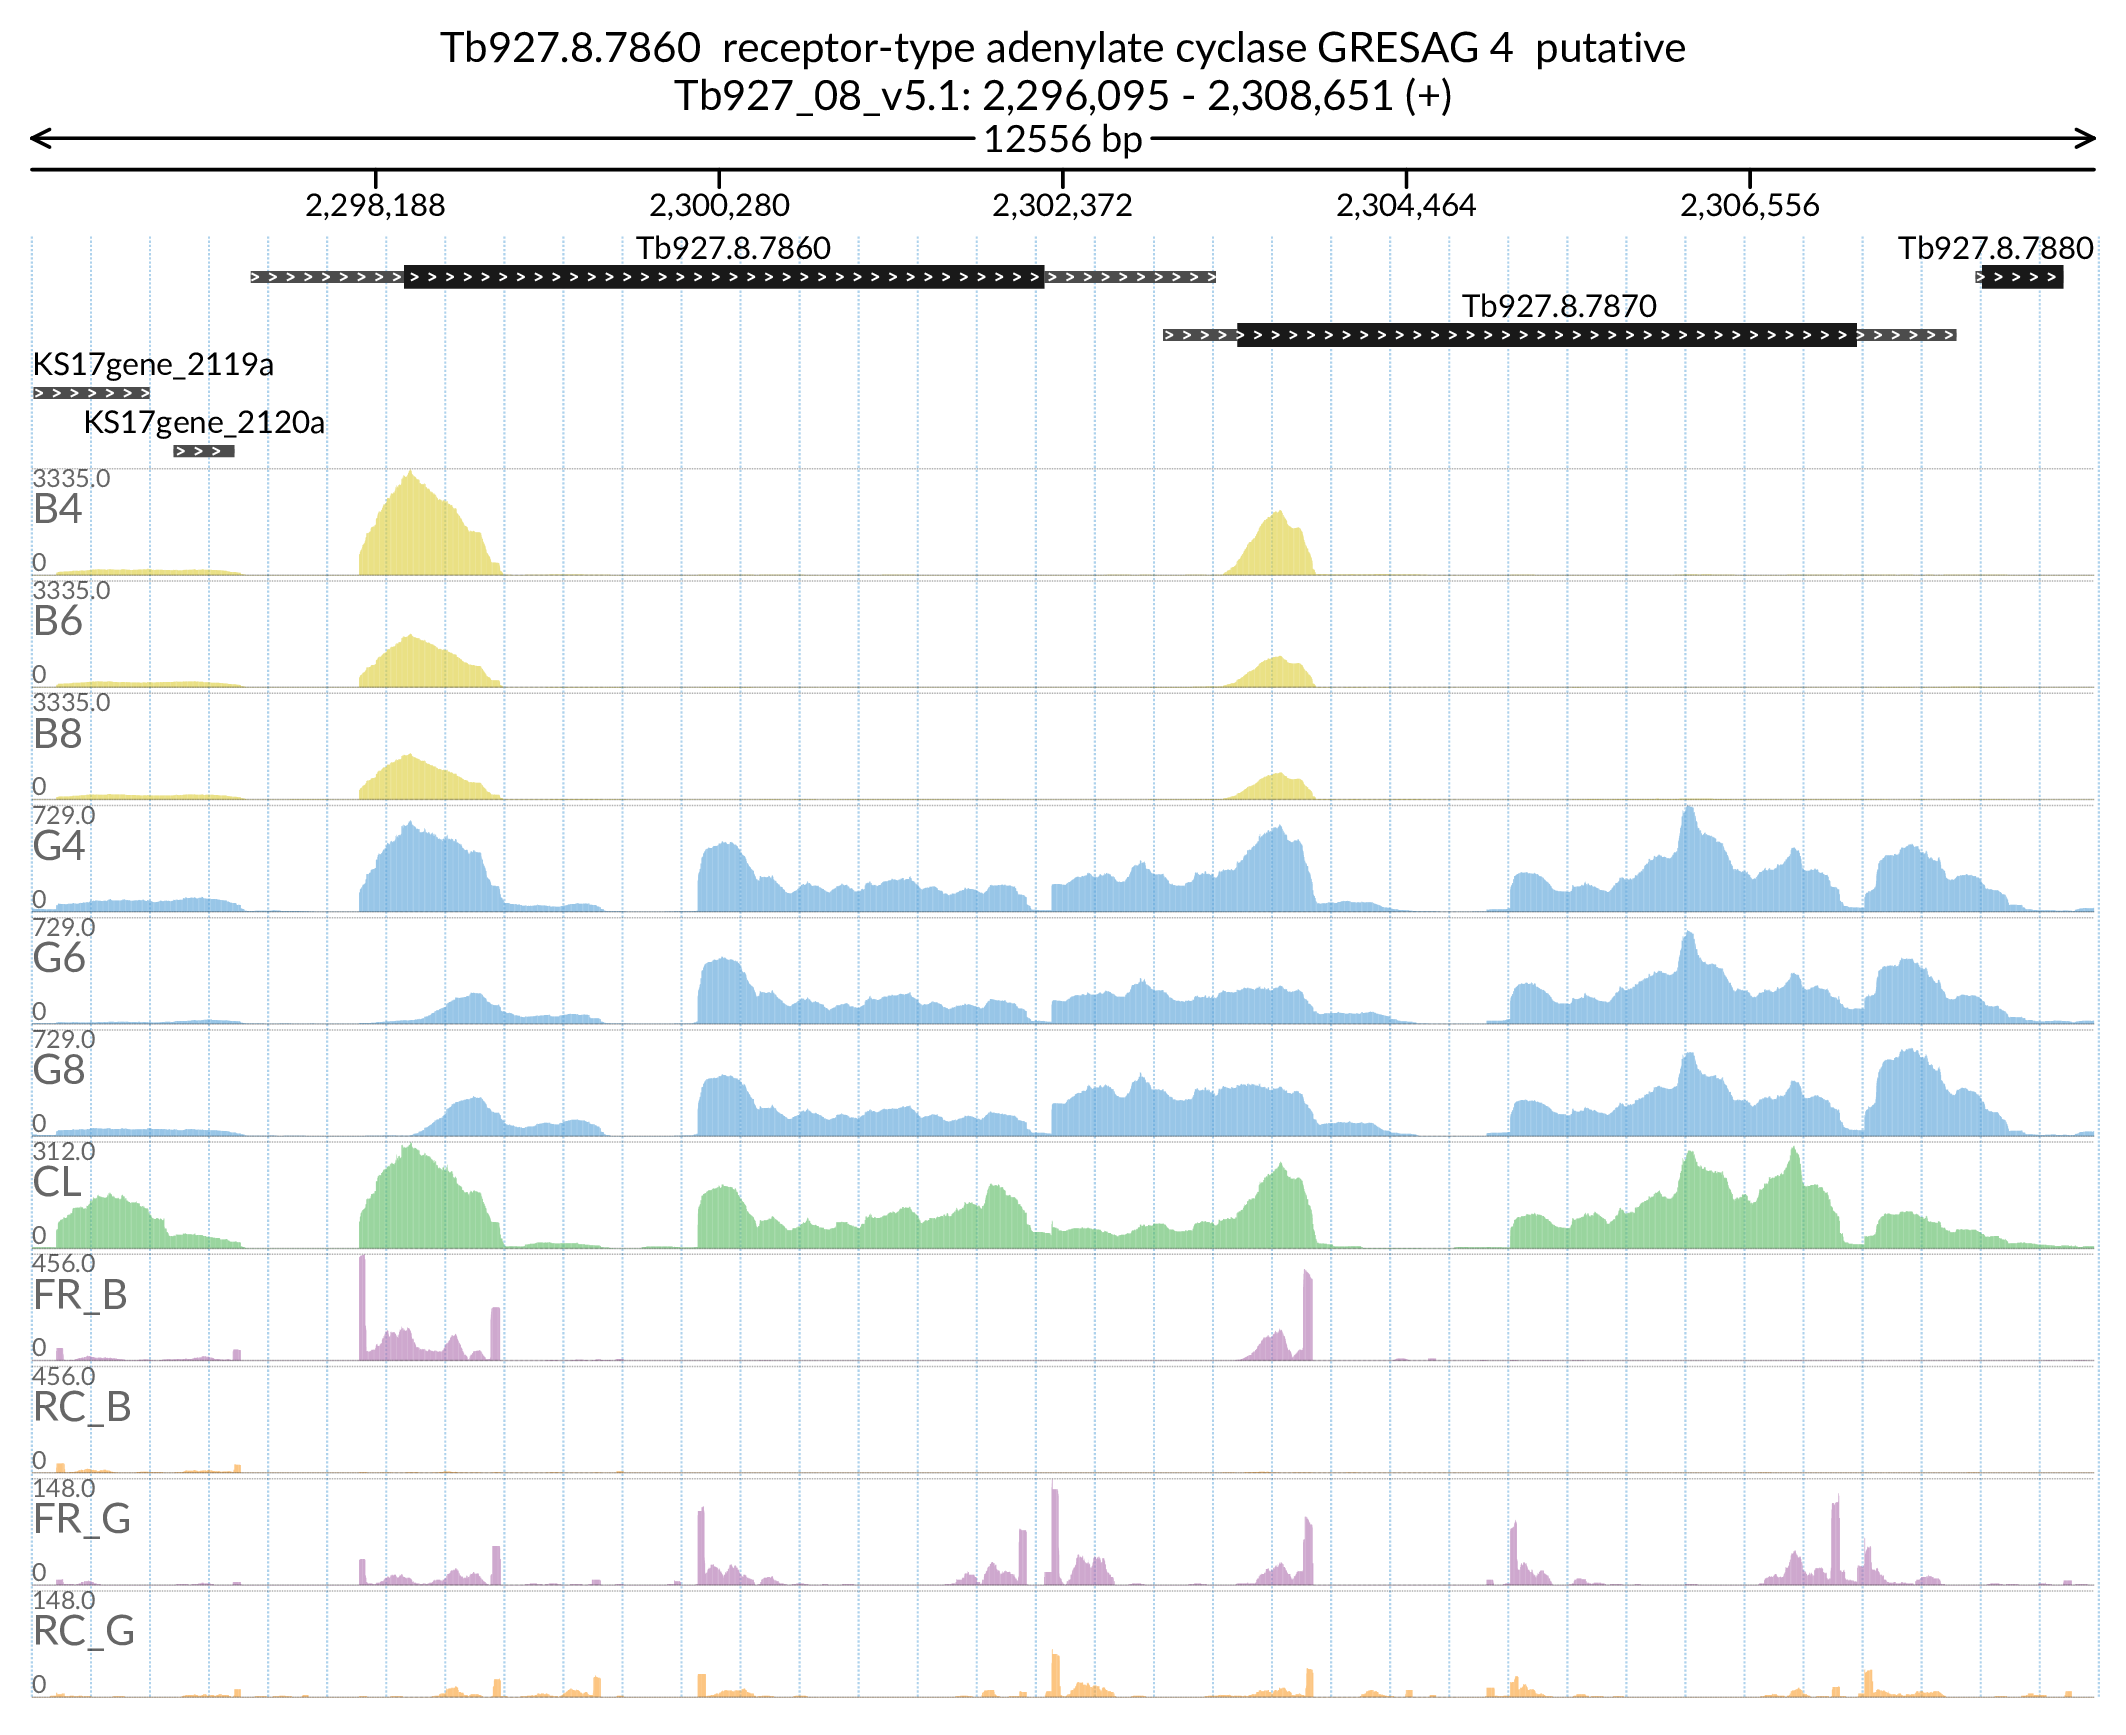 Tb927.8.7860  receptor-type adenylate cyclase GRESAG 4  putative
Tb927_08_v5.1: 2,296,095 - 2,308,651 (+)
12556 bp
2,298,188 2,300,280 2,302,372 2,304,464 2,306,556
Tb927.8.7860 Tb927.8.7880
Tb927.8.7870
KS17gene_2119a
KS17gene_2120a
3335.0
B4
0
3335.0
B6
0
3335.0
B8
0
729.0
G4
0
729.0
G6
0
729.0
G8
0
312.0
CL
0
456.0
FR_B
0
456.0
RC_B
0
148.0
FR_G
0
148.0
RC_G
0